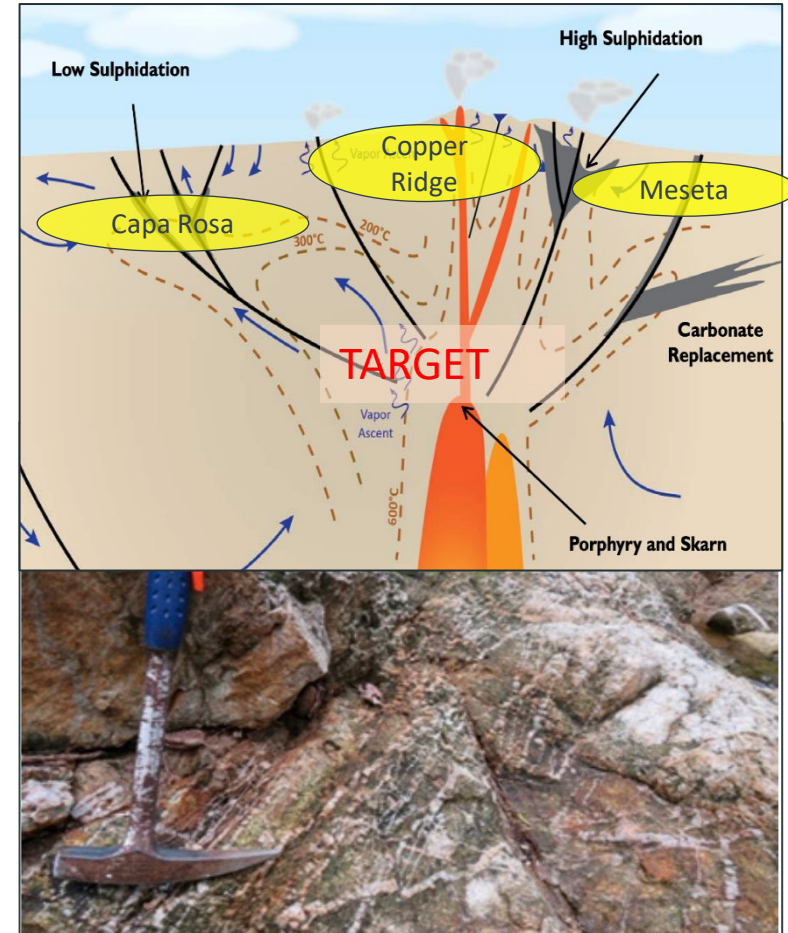 High Sulphidation
Low Sulphidation
Vapor Ascent
Copper
Ridge
Meseta
Capa Rosa
200°C
300°C
Carbonate
Replacement
TARGET
Vapor
Ascent
600°C
Porphyry and Skarn